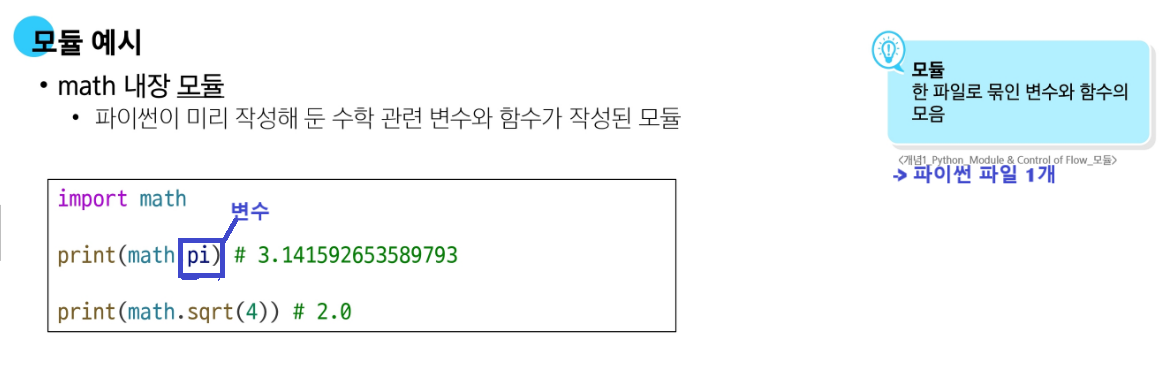 모듈 예시
• math 내장 모듈
• 파이썬이 미리 작성해 둔 수학 관련 변수와 함수가 작성된 모듈
모듈
한 파일로 묶인 변수와 함수의
모음
<개념1_Python_Module & Control of Flow_모듈>
-> 파이썬 파일 1개
import math
변수
print(math pi) # 3.141592653589793
print(math.sqrt(4)) # 2.0